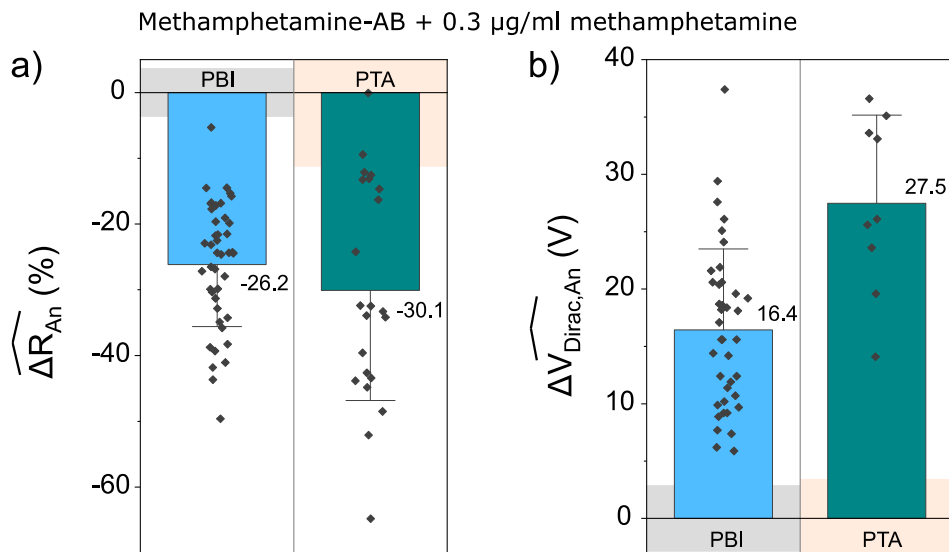 Methamphetamine-AB + 0.3 µg/ml methamphetamine
a)
PBI
PTA
0
-20
-40
-60
ΔR_An (%)
-26.2
-30.1
b)
40
30
20
10
0
ΔV_Dirac,An (V)
16.4
27.5
PBI
PTA